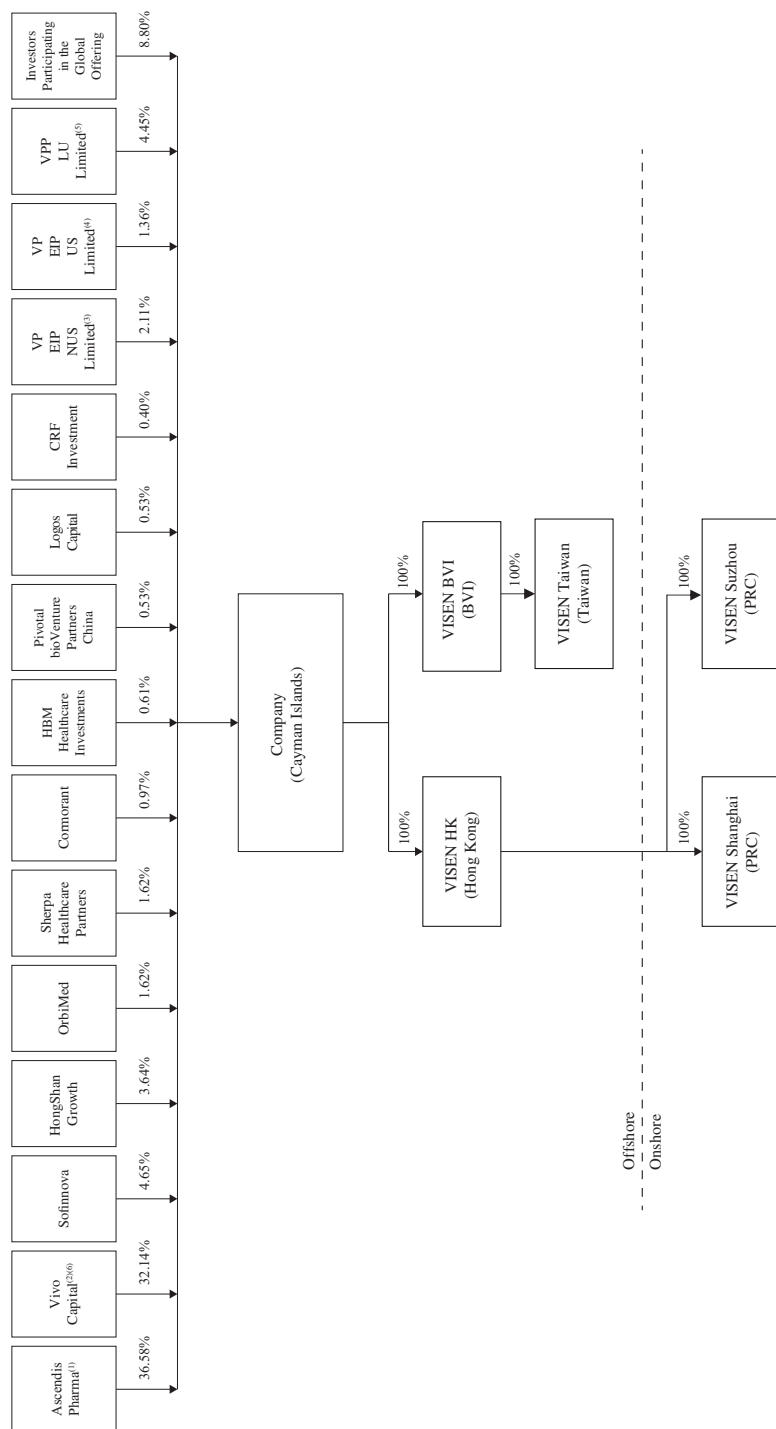 Ascendis
Pharma(1)
Vivo
Capital(2)(6)
Sofinnova
HongShan
Growth
OrbiMed
Sherpa
Healthcare
Partners
Cormorant
HBM
Healthcare
Investments
Pivotal
bioVenture
Partners
China
Logos
Capital
CRF
Investment
VP
EIP
NUS
Limited(3)
VP
EIP
US
Limited(4)
VPP
LU
Limited(5)
Investors
Participating
in the
Global
Offering
36.58%
32.14%
4.65%
3.64%
1.62%
1.62%
0.97%
0.61%
0.53%
0.53%
0.40%
2.11%
1.36%
4.45%
8.80%
Company
(Cayman Islands)
100%
100%
VISEN HK
(Hong Kong)
VISEN BVI
(BVI)
100%
VISEN Taiwan
(Taiwan)
Offshore
Onshore
100%
100%
VISEN Shanghai
(PRC)
VISEN Suzhou
(PRC)